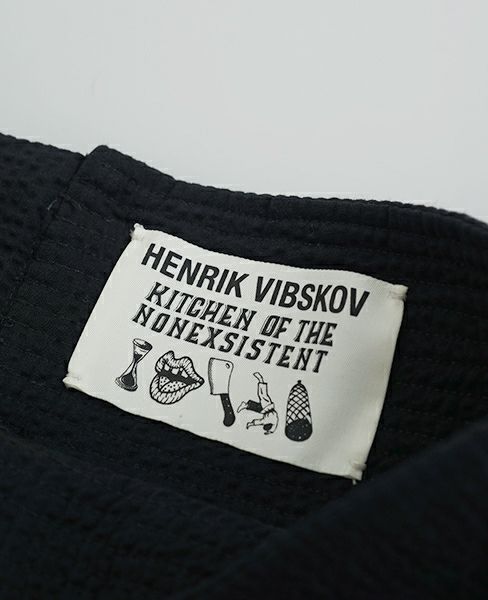 HENRIK VIBSKOV
KITCHEN OF THE
NONEXSISTENT